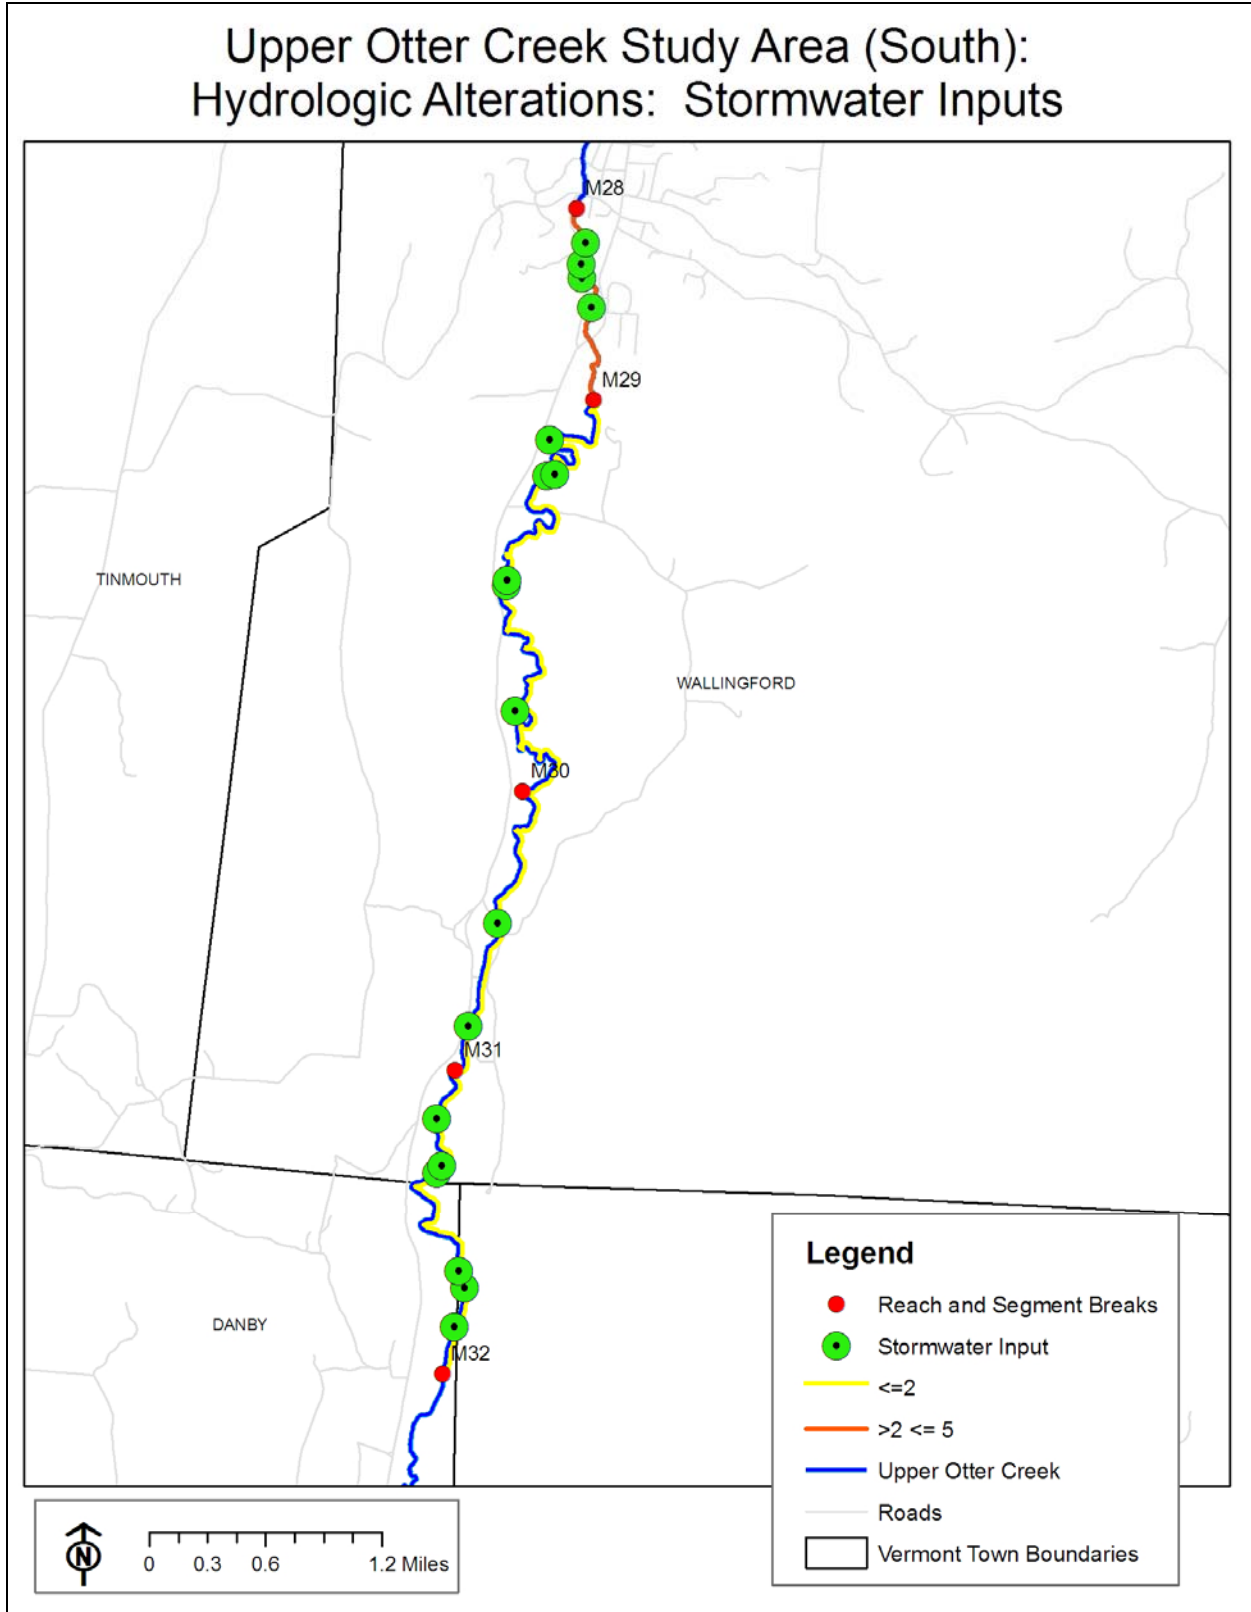 Upper Otter Creek Study Area (South):
Hydrologic Alterations:  Stormwater Inputs
M28
M29
TINMOUTH
WALLINGFORD
M30
M31
DANBY
M32
Legend
Reach and Segment Breaks
Stormwater Input
<=2
>2 <= 5
Upper Otter Creek
Roads
Vermont Town Boundaries
N
0 0.3 0.6 1.2 Miles